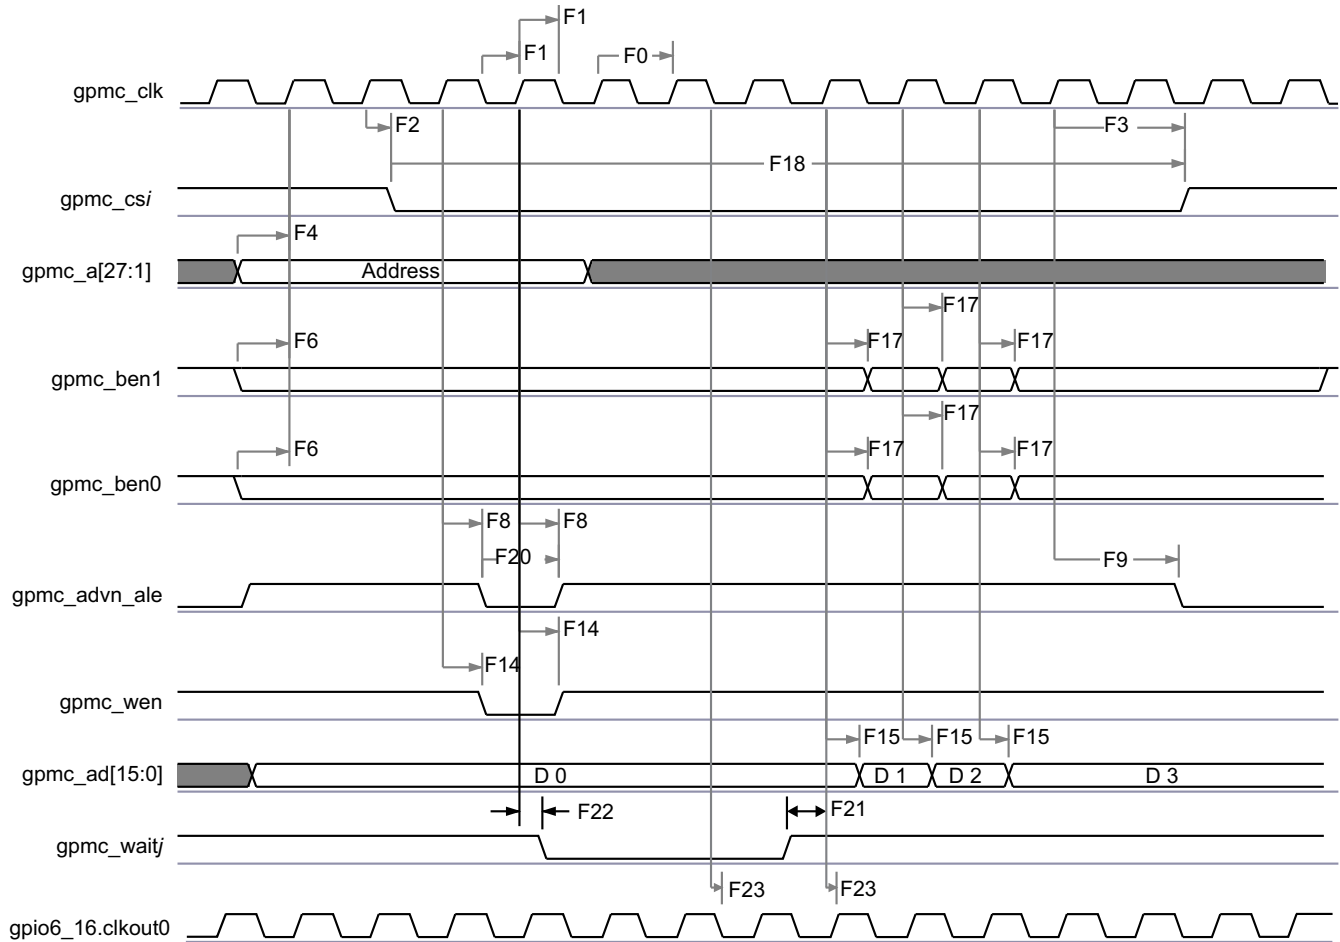 F1
F1
F0
gpmc_clk
F2
F3
F18
gpmc_csi
F4
gpmc_a[27:1]
Address
F17
F6
F17
F17
gpmc_ben1
F17
F6
F17
F17
gpmc_ben0
F8
F8
F20
F9
gpmc_advn_ale
F14
F14
gpmc_wen
F15
F15
F15
gpmc_ad[15:0]
D 0
D 1
D 2
D 3
F22
F21
gpmc_waitj
F23
F23
gpio6_16.clkout0